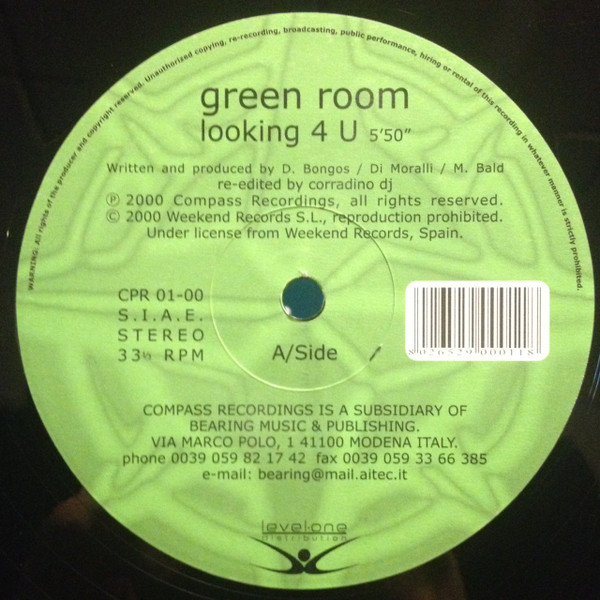 WARNING: All rights of the producer and copyright reserved. Unauthorized copying, re-recording, broadcasting, public performance, hiring or rental of this recording in whatever manner is strictly prohibited.
green room
looking 4 U 5'50"
Written and produced by D. Bongos / Di Moralli / M. Bald
re-edited by corradino dj
℗ 2000 Compass Recordings, all rights reserved.
© 2000 Weekend Records S.L., reproduction prohibited.
Under license from Weekend Records, Spain.
CPR 01-00
S.I.A.E.
STEREO
33⅓ RPM
A/Side
8026529000118
COMPASS RECORDINGS IS A SUBSIDIARY OF
BEARING MUSIC & PUBLISHING.
VIA MARCO POLO, 1 41100 MODENA ITALY.
phone 0039 059 82 17 42 fax 0039 059 33 66 385
e-mail: bearing@mail.aitec.it
level·one
distribution